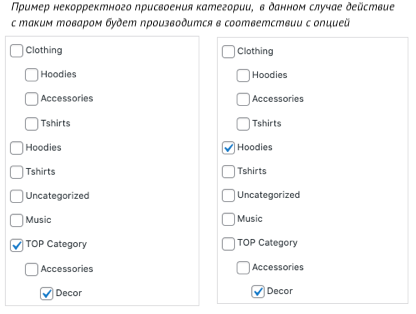 Пример некорректного присвоения категории, в данном случае действие
с таким товаром будет производится в соответствии с опцией
Clothing
Hoodies
Accessories
Tshirts
Hoodies
Tshirts
Uncategorized
Music
TOP Category
Accessories
Decor
Clothing
Hoodies
Accessories
Tshirts
Hoodies
Tshirts
Uncategorized
Music
TOP Category
Accessories
Decor